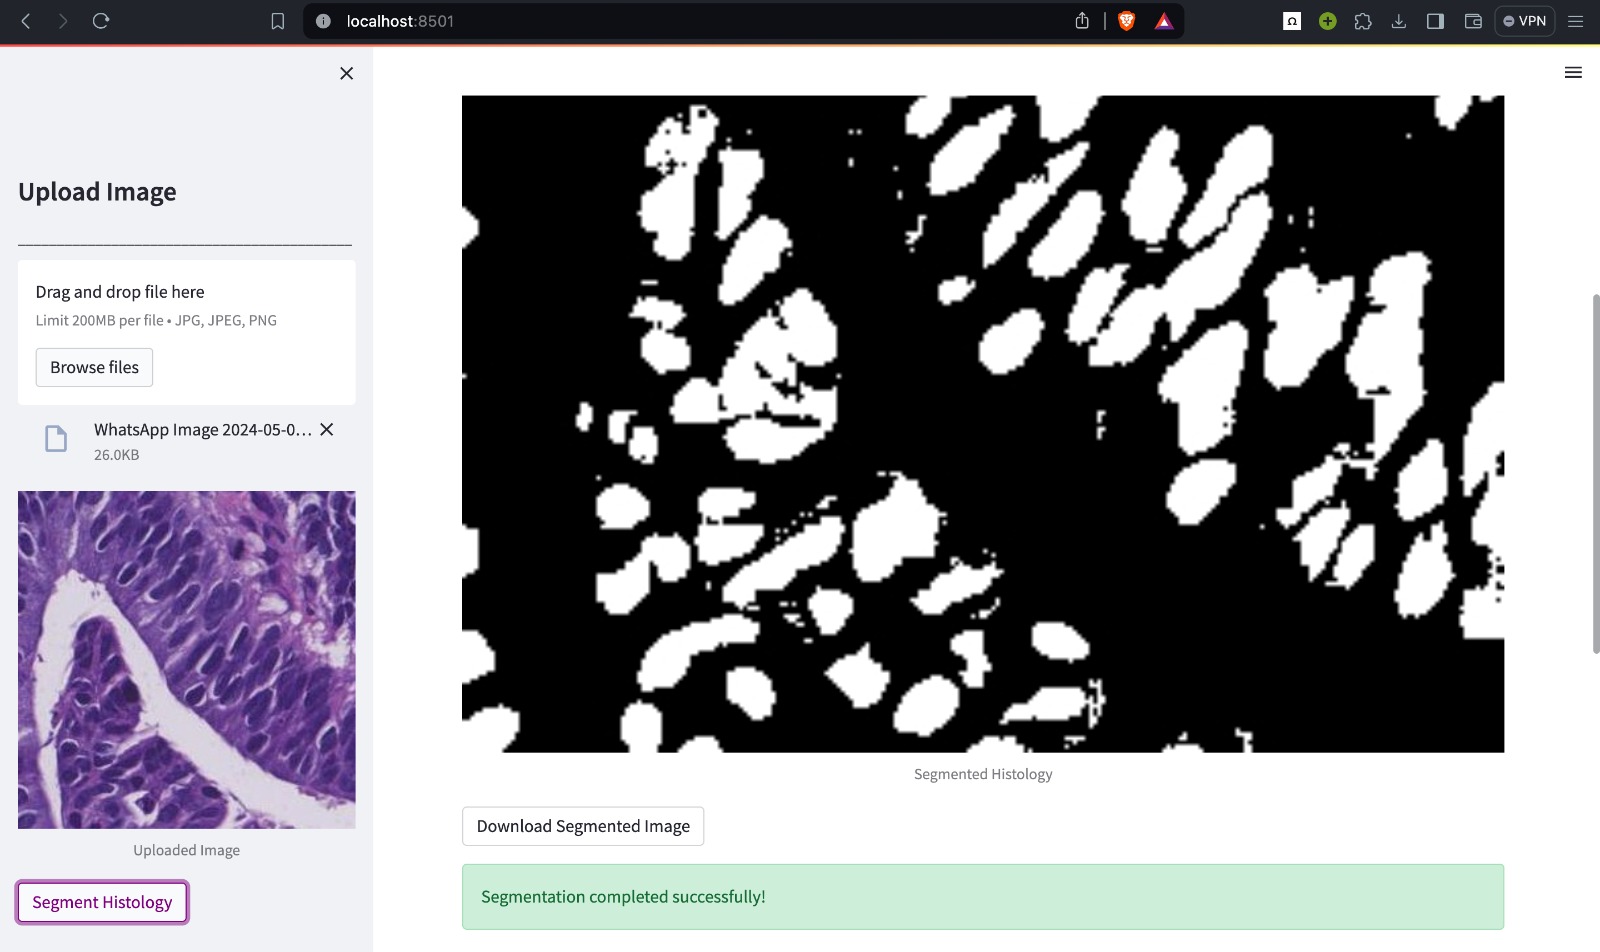 localhost:8501
VPN
Upload Image
Drag and drop file here
Limit 200MB per file • JPG, JPEG, PNG
Browse files
WhatsApp Image 2024-05-0...
26.0KB
Uploaded Image
Segment Histology
Segmented Histology
Download Segmented Image
Segmentation completed successfully!